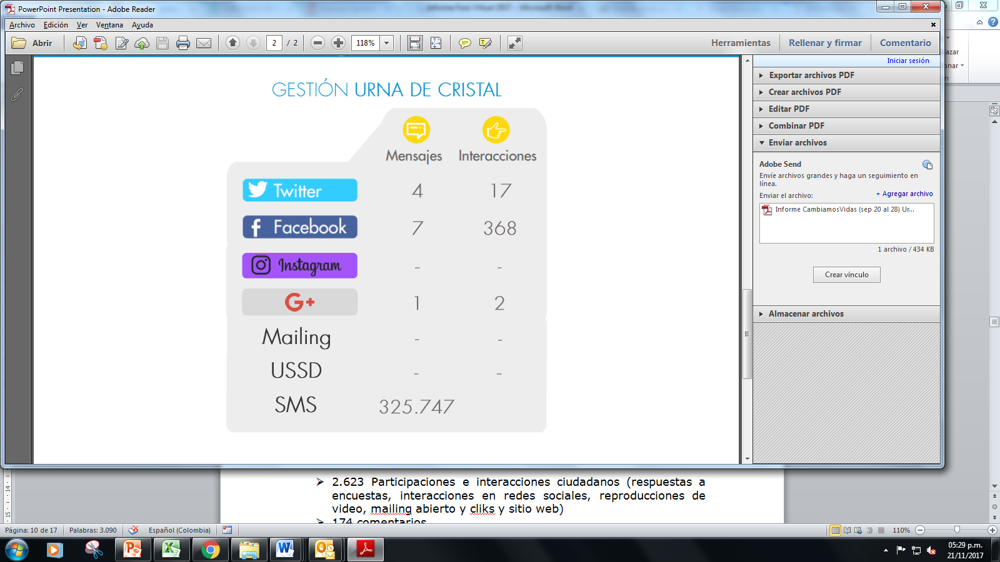 PowerPoint Presentation - Adobe Reader
Archivo Edición Ver Ventana Ayuda
Abrir 2 / 2 118% Herramientas Rellenar y firmar Comentario
Iniciar sesión
Exportar archivos PDF
Crear archivos PDF
Editar PDF
Combinar PDF
Enviar archivos
Adobe Send
Envíe archivos grandes y haga un seguimiento en
línea.
Enviar el archivo: + Agregar archivo
Informe CambiamosVidas (sep 20 al 28) Ur...
1 archivo / 434 KB
Crear vínculo
Almacenar archivos
GESTIÓN URNA DE CRISTAL
Mensajes Interacciones
Twitter 4 17
Facebook 7 368
Instagram - -
G+ 1 2
Mailing - -
USSD - -
SMS 325.747
2.623 Participaciones e interacciones ciudadanos (respuestas a
encuestas, interacciones en redes sociales, reproducciones de
video, mailing abierto y cliks y sitio web)
174 comentarios
Página: 10 de 17 Palabras: 3.090 Español (Colombia) 110%
05:29 p.m.
21/11/2017